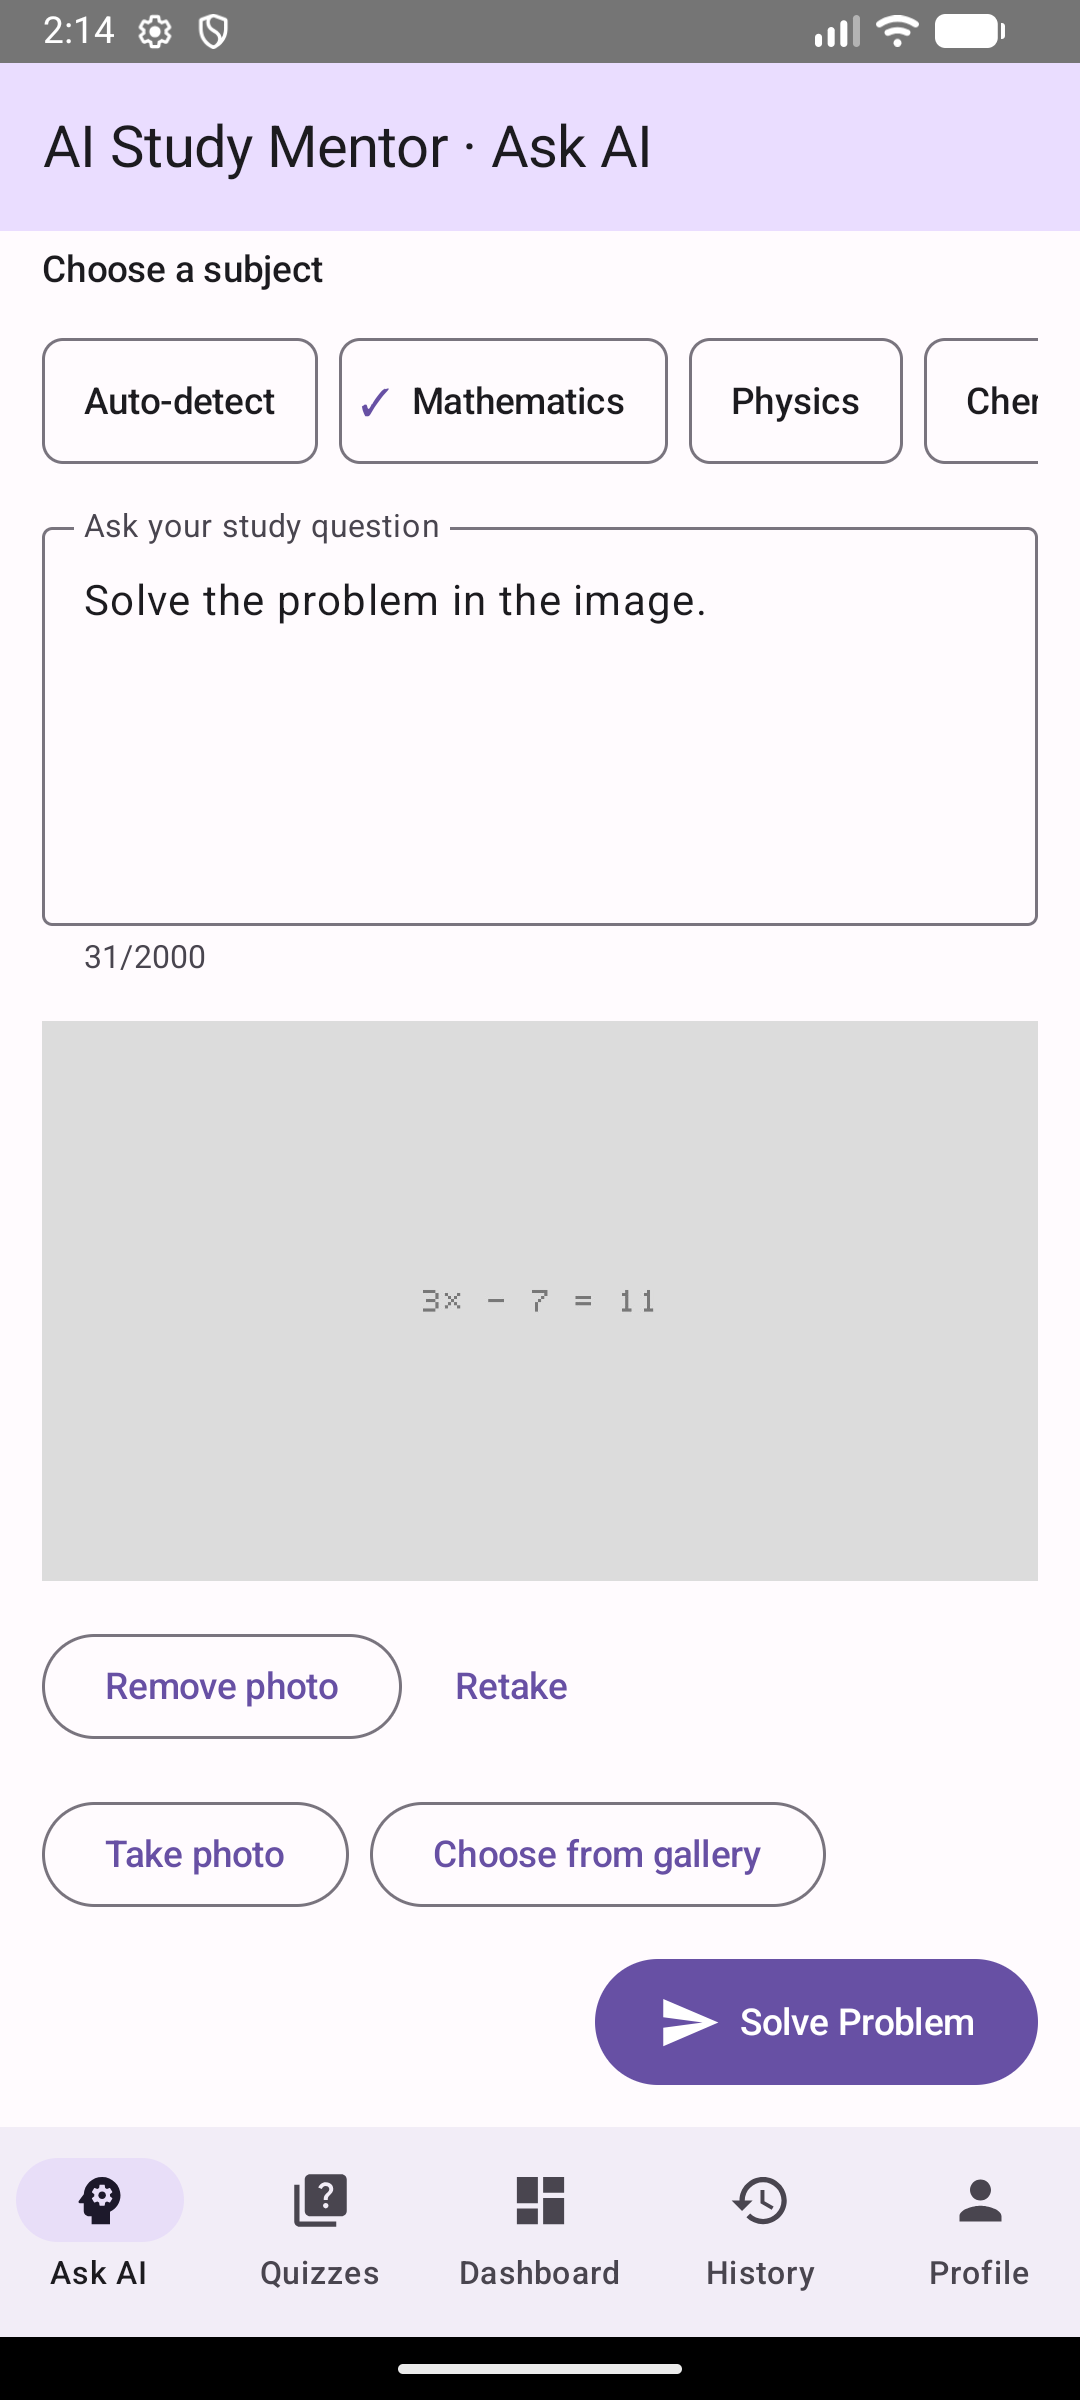 2:14
AI Study Mentor · Ask AI
Choose a subject
Auto-detect ✓ Mathematics Physics Cher
Ask your study question
Solve the problem in the image.
31/2000
3x - 7 = 11
Remove photo Retake
Take photo Choose from gallery
Solve Problem
Ask AI Quizzes Dashboard History Profile